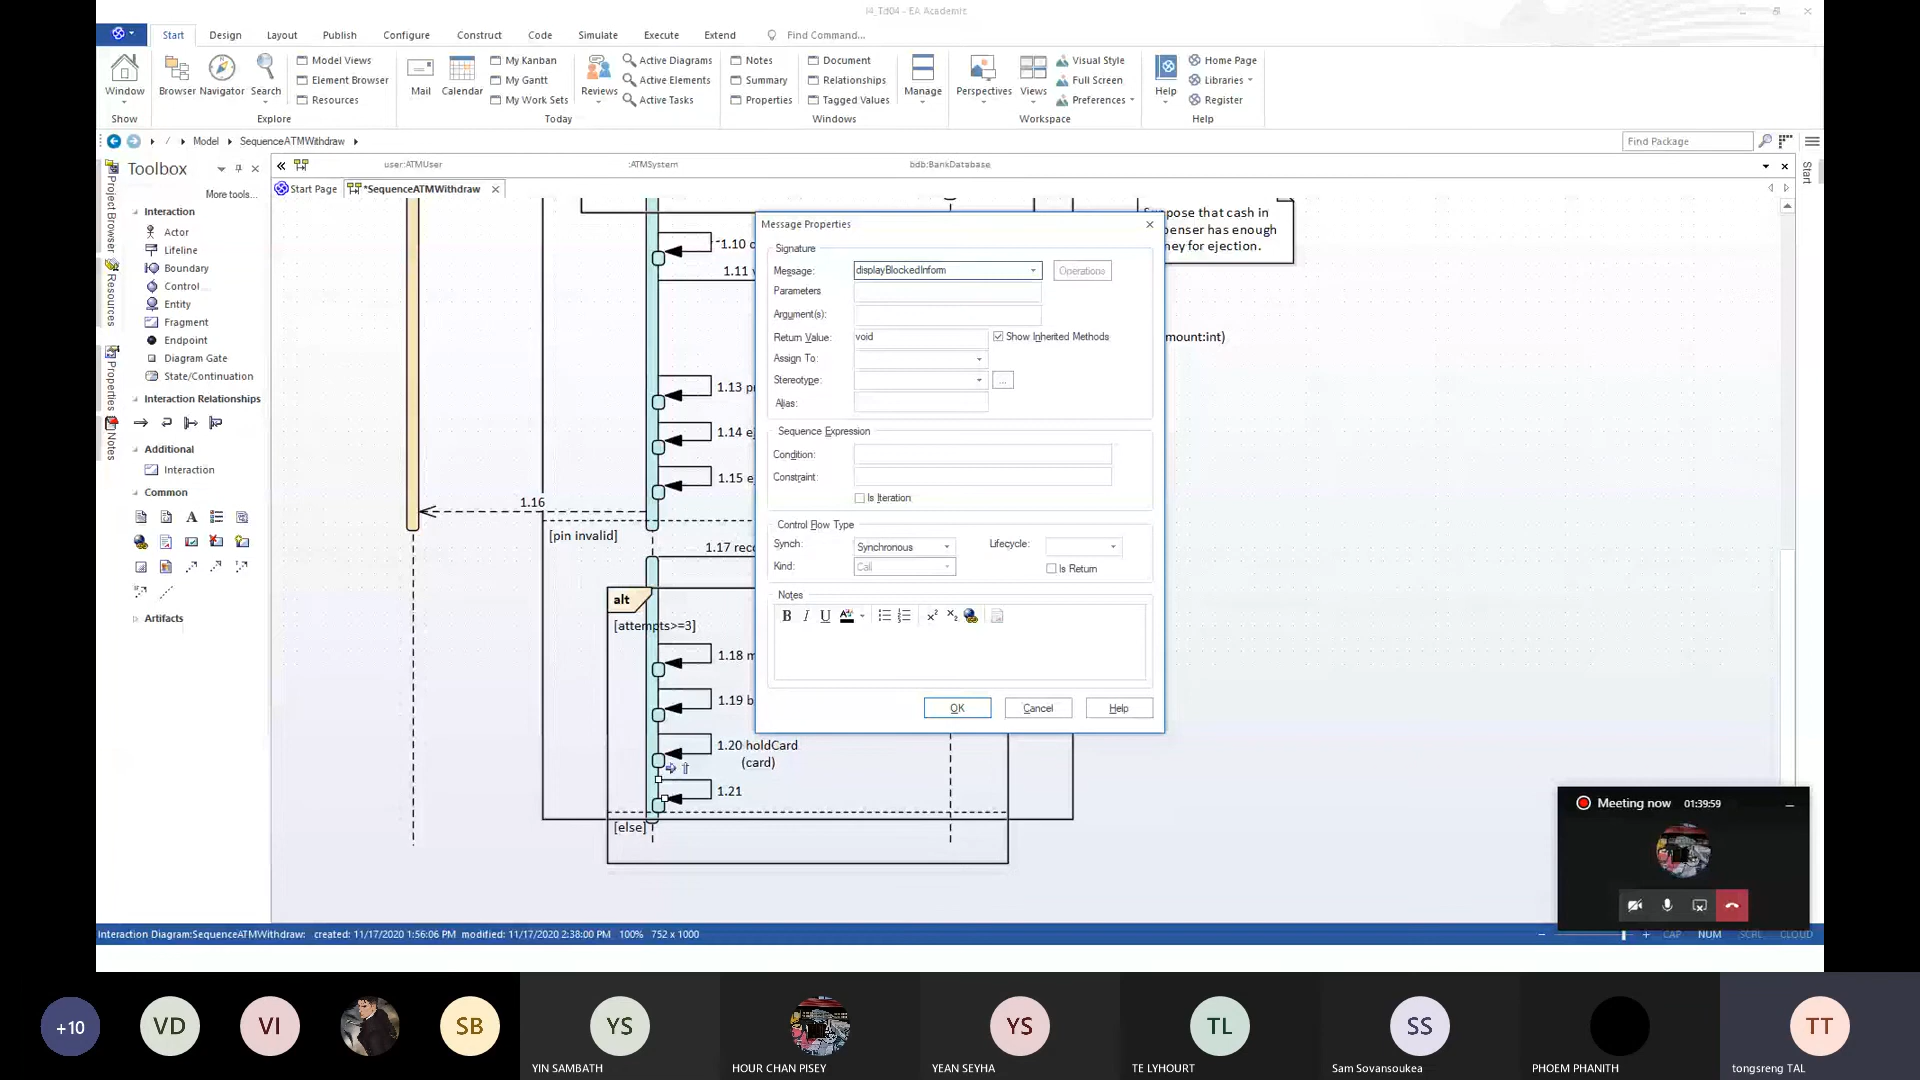 I4_Td04 - EA Academic
Start Design Layout Publish Configure Construct Code Simulate Execute Extend Find Command...
Window
Show
Browser Navigator Search
Model Views
Element Browser
Resources
Explore
Mail Calendar
My Kanban
My Gantt
My Work Sets
Reviews
Active Diagrams
Active Elements
Active Tasks
Today
Notes
Summary
Properties
Document
Relationships
Tagged Values
Manage
Windows
Perspectives Views
Visual Style
Full Screen
Preferences
Workspace
Help
Home Page
Libraries
Register
Help
Model SequenceATMWithdraw
Find Package
Project Browser
Resources
Properties
Notes
Start
Toolbox
More tools...
Interaction
Actor
Lifeline
Boundary
Control
Entity
Fragment
Endpoint
Diagram Gate
State/Continuation
Interaction Relationships
Additional
Interaction
Common
Artifacts
user:ATMUser :ATMSystem bdb:BankDatabase
Start Page *SequenceATMWithdraw
1.10
1.11
1.13
1.14
1.15
1.16
[pin invalid]
1.17
alt
[attempts>=3]
1.18
1.19
1.20 holdCard
(card)
1.21
[else]
pose that cash in
penser has enough
ney for ejection.
mount:int)
Message Properties
Signature
Message: displayBlockedInform Operations
Parameters
Argument(s):
Return Value: void Show Inherited Methods
Assign To:
Stereotype: ...
Alias:
Sequence Expression
Condition:
Constraint:
Is Iteration
Control Flow Type
Synch: Synchronous Lifecycle:
Kind: Call Is Return
Notes
B I U
OK Cancel Help
Meeting now 01:39:59
Interaction Diagram:SequenceATMWithdraw: created: 11/17/2020 1:56:06 PM modified: 11/17/2020 2:38:00 PM 100% 752 x 1000
CAP NUM SCRL CLOUD
+10 VD VI SB YS YS TL SS TT
YIN SAMBATH HOUR CHAN PISEY YEAN SEYHA TE LYHOURT Sam Sovansoukea PHOEM PHANITH tongsreng TAL